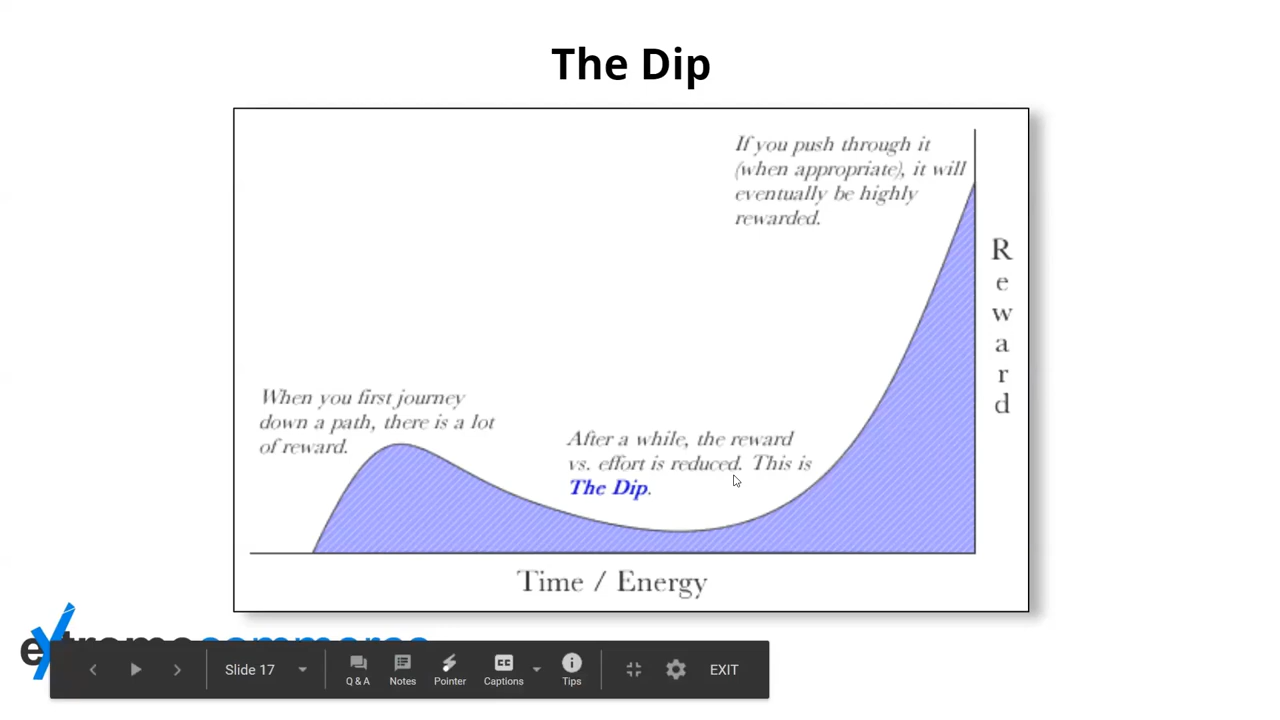 The Dip
If you push through it
(when appropriate), it will
eventually be highly
rewarded.
Reward
When you first journey
down a path, there is a lot
of reward.
After a while, the reward
vs. effort is reduced. This is
The Dip.
Time / Energy
Slide 17
Q & A
Notes
Pointer
CC
Captions
Tips
EXIT